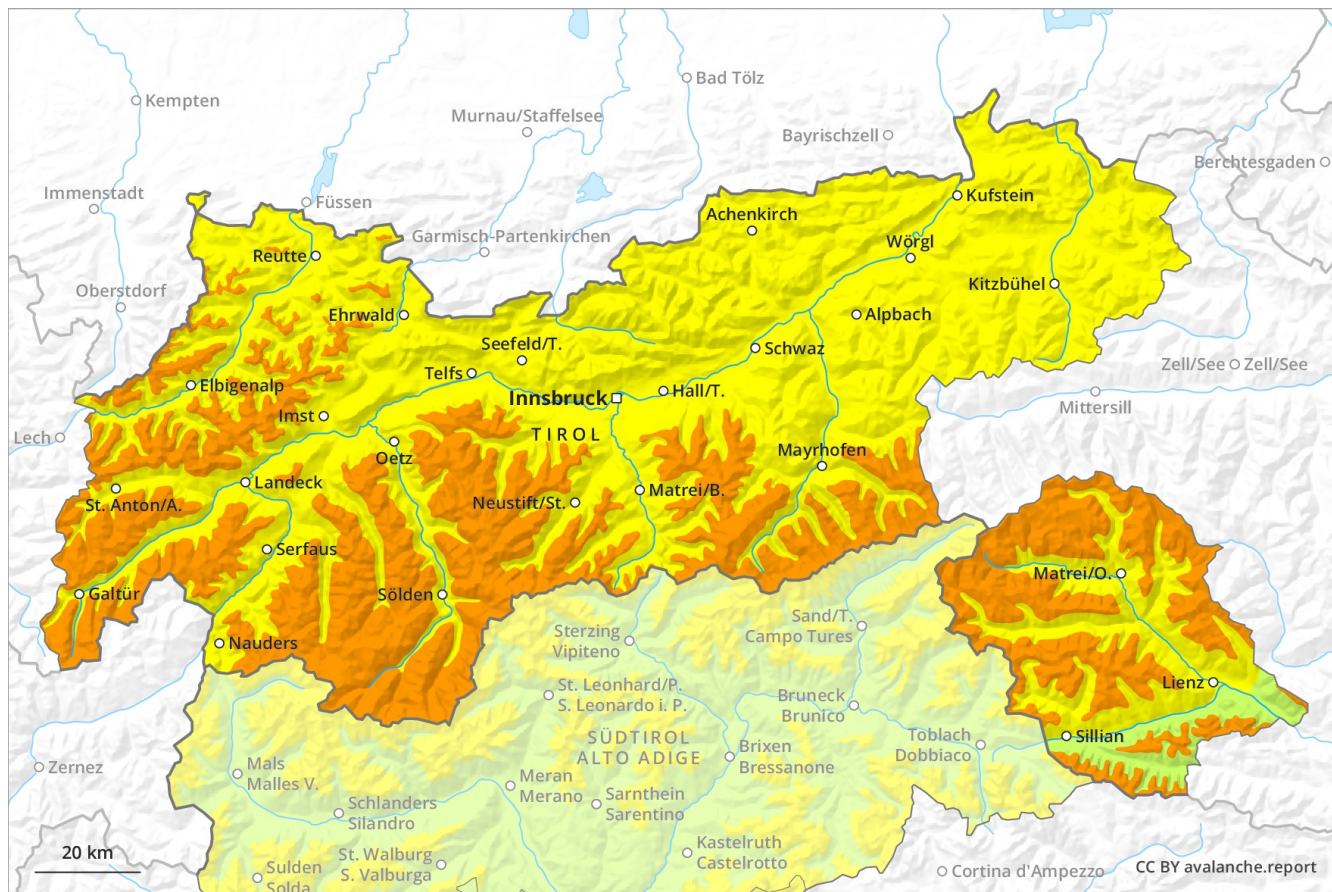 Kempten
Bad Tölz
Murnau/Staffelsee
Bayrischzell
Berchtesgaden
Immenstadt
Füssen
Kufstein
Achenkirch
Garmisch-Partenkirchen
Wörgl
Reutte
Oberstdorf
Kitzbühel
Ehrwald
Alpbach
Seefeld/T.
Schwaz
Zell/See
Zell/See
Telfs
Elbigenalp
Hall/T.
Innsbruck
Mittersill
Imst
TIROL
Lech
Mayrhofen
Oetz
Landeck
Matrei/B.
St. Anton/A.
Neustift/St.
Serfaus
Matrei/O.
Galtür
Sölden
Sand/T.
Campo Tures
Sterzing
Vipiteno
Nauders
Lienz
St. Leonhard/P.
S. Leonardo i. P.
Bruneck
Brunico
Sillian
SÜDTIROL
ALTO ADIGE
Toblach
Dobbiaco
Brixen
Bressanone
Zernez
Mals
Malles V.
Meran
Merano
Sarnthein
Sarentino
Schlanders
Silandro
Kastelruth
Castelrotto
20 km
St. Walburg
S. Valburga
Sulden
Solda
Cortina d'Ampezzo
CC BY avalanche.report